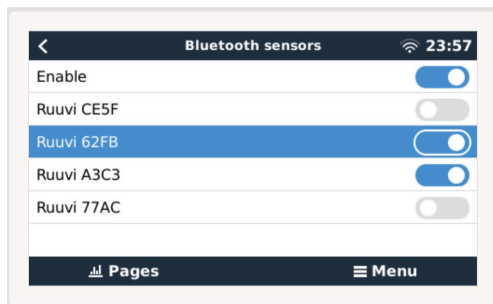 Bluetooth sensors 23:57
Enable
Ruuvi CE5F
Ruuvi 62FB
Ruuvi A3C3
Ruuvi 77AC
Pages Menu